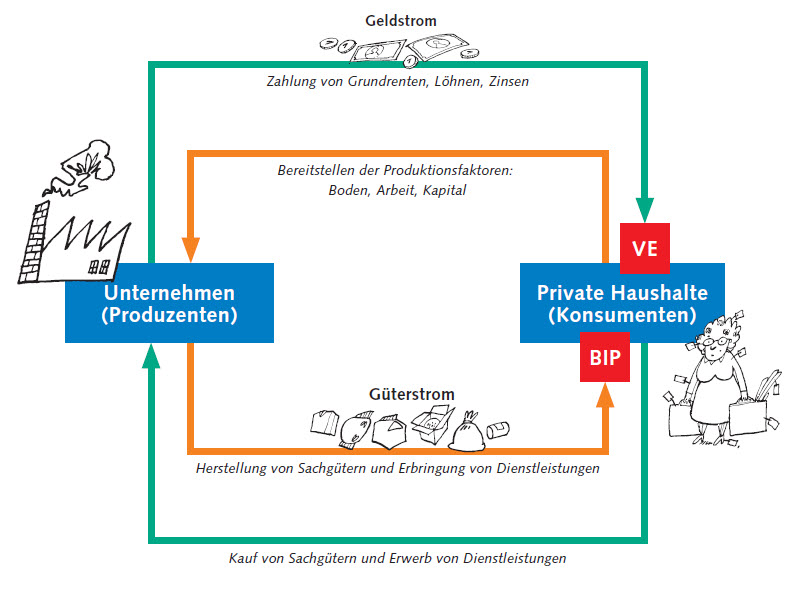 Geldstrom
Zahlung von Grundrenten, Löhnen, Zinsen
Bereitstellen der Produktionsfaktoren:
Boden, Arbeit, Kapital
VE
Unternehmen
(Produzenten)
Private Haushalte
(Konsumenten)
BIP
Güterstrom
Herstellung von Sachgütern und Erbringung von Dienstleistungen
Kauf von Sachgütern und Erwerb von Dienstleistungen